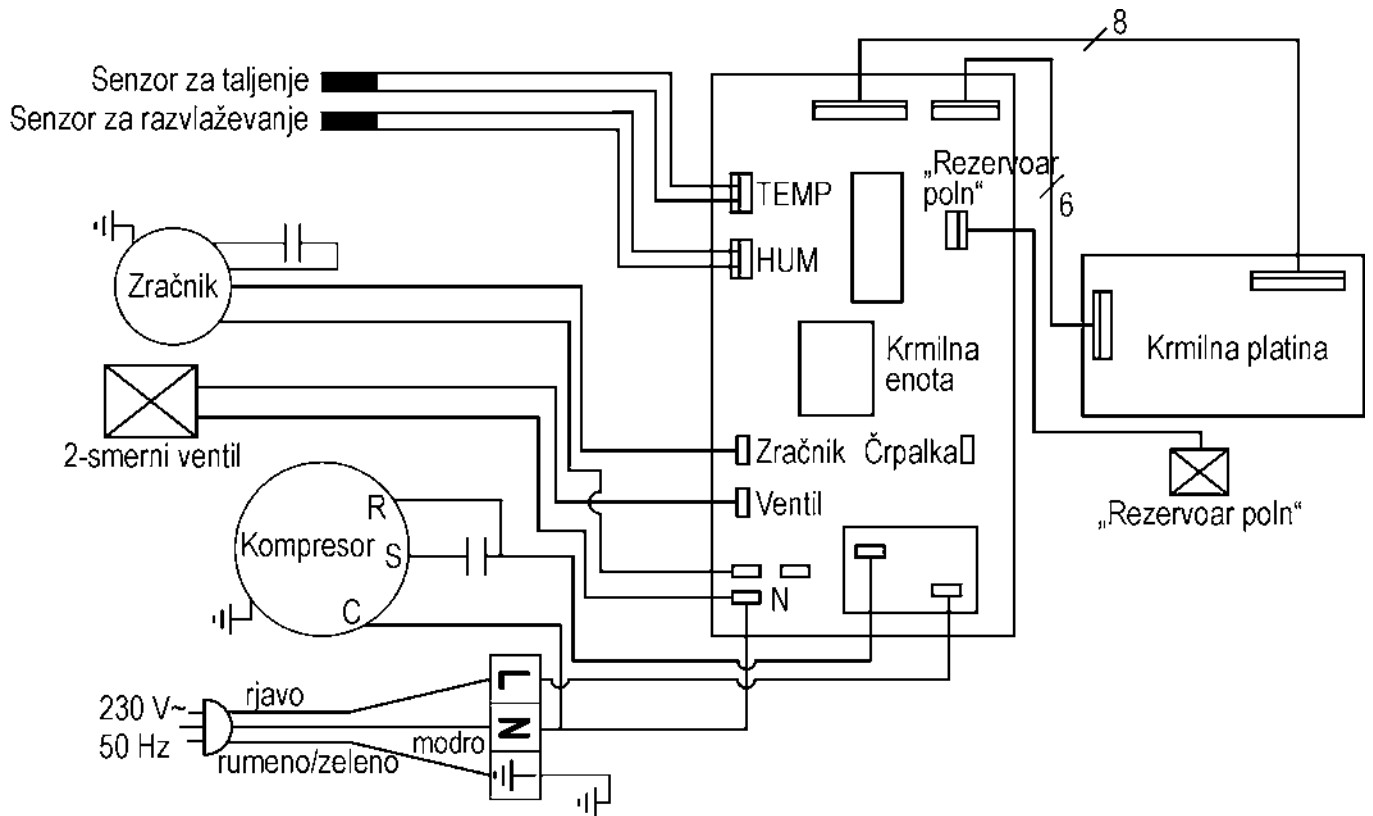 8
Senzor za taljenje
Senzor za razvlaževanje
„Rezervoar
poln“
TEMP
6
HUM
Zračnik
Krmilna
enota
Krmilna platina
2-smerni ventil
Zračnik
Črpalka
Ventil
„Rezervoar poln“
R
Kompresor
S
C
N
L
rjavo
230 V~
50 Hz
N
modro
rumeno/zeleno